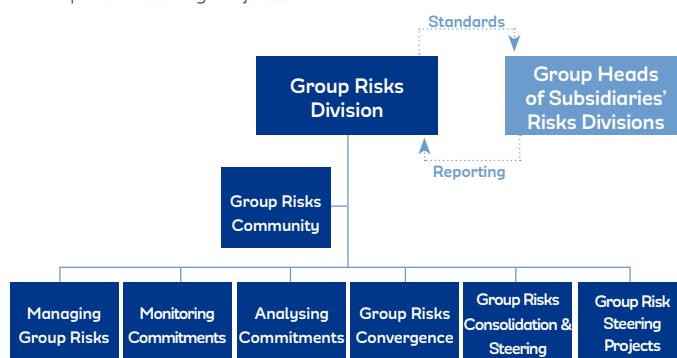 Standards
Group Risks
Division
Group Heads
of Subsidiaries’
Risks Divisions
Reporting
Group Risks
Community
Managing
Group Risks
Monitoring
Commitments
Analysing
Commitments
Group Risks
Convergence
Group Risks
Consolidation &
Steering
Group Risk
Steering
Projects